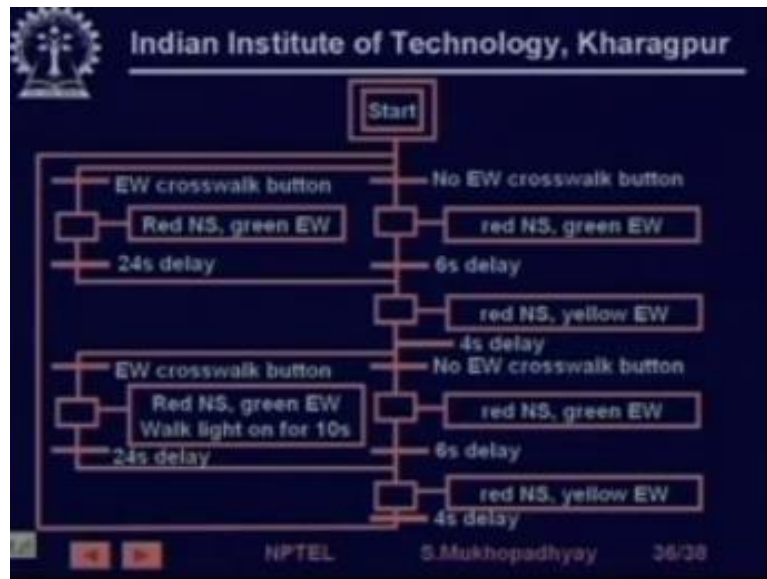 Indian Institute of Technology, Kharagpur
Start
EW crosswalk button
No EW crosswalk button
Red NS, green EW
red NS, green EW
24s delay
6s delay
red NS, yellow EW
4s delay
EW crosswalk button
No EW crosswalk button
Red NS, green EW
Walk light on for 10s
red NS, green EW
24s delay
6s delay
red NS, yellow EW
4s delay
NPTEL
S.Mukhopadhyay
36/38